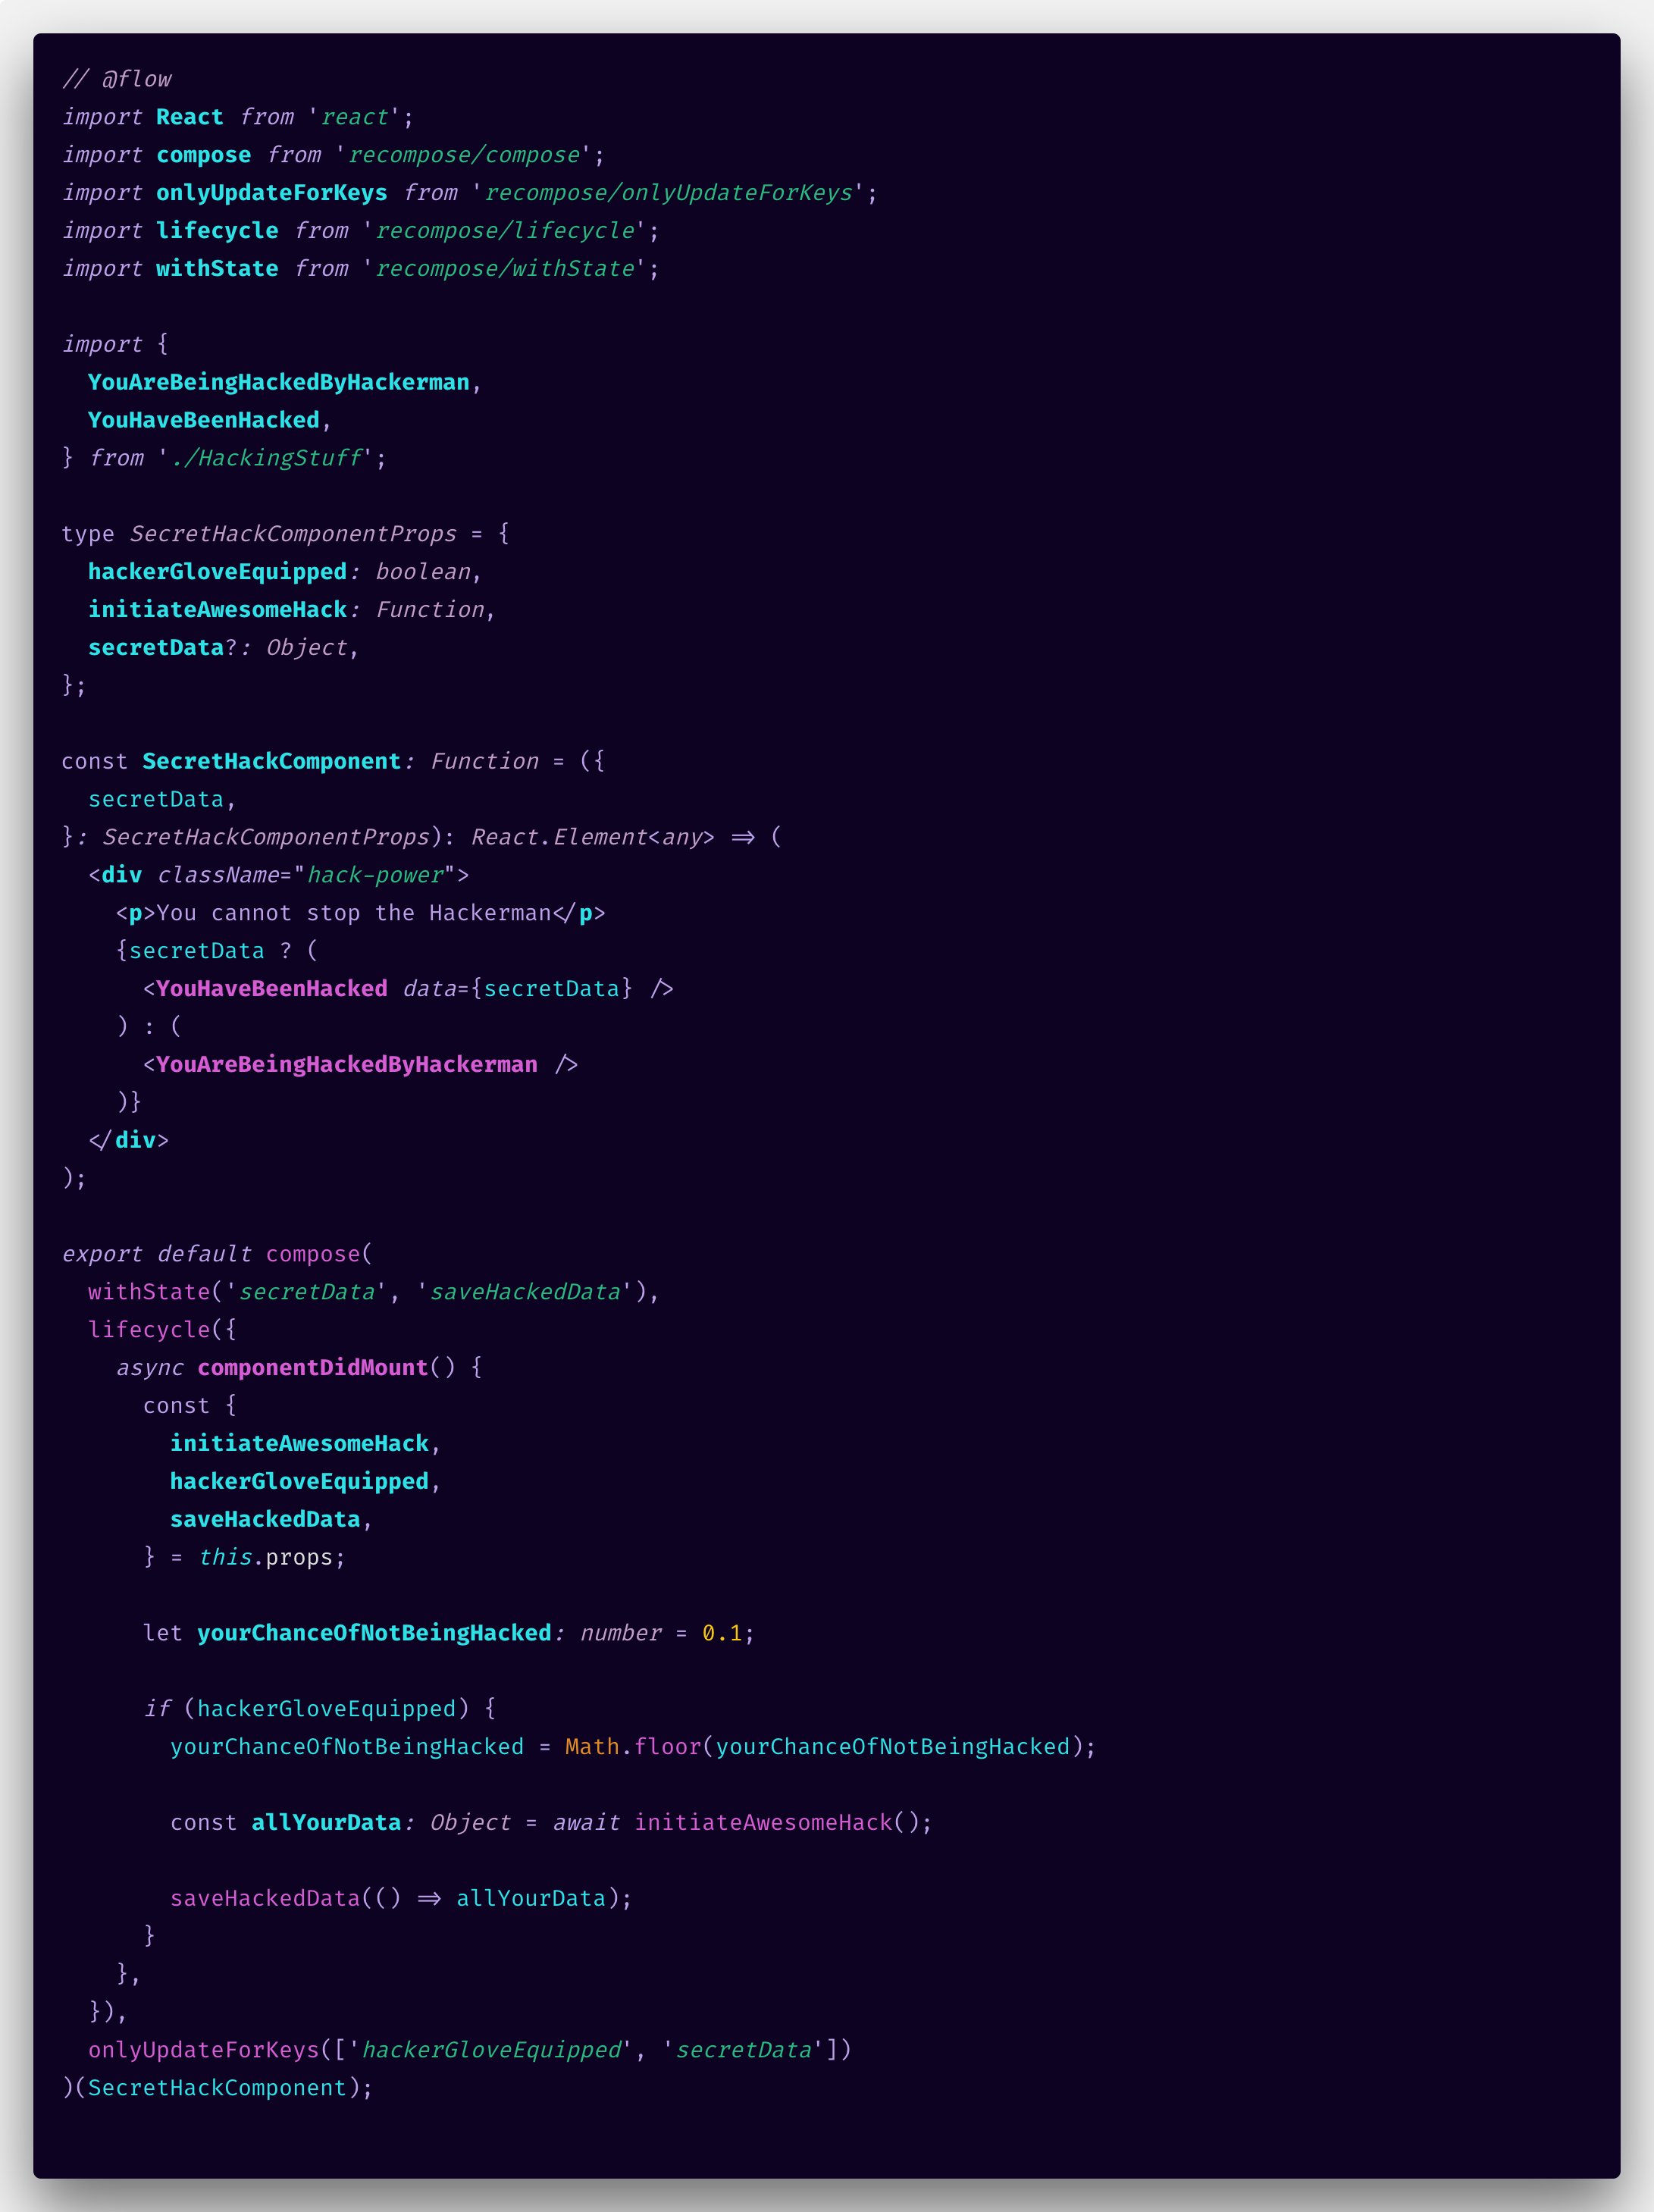 // @flow
import React from 'react';
import compose from 'recompose/compose';
import onlyUpdateForKeys from 'recompose/onlyUpdateForKeys';
import lifecycle from 'recompose/lifecycle';
import withState from 'recompose/withState';

import {
  YouAreBeingHackedByHackerman,
  YouHaveBeenHacked,
} from './HackingStuff';

type SecretHackComponentProps = {
  hackerGloveEquipped: boolean,
  initiateAwesomeHack: Function,
  secretData?: Object,
};

const SecretHackComponent: Function = ({
  secretData,
}: SecretHackComponentProps): React.Element<any> => (
  <div className="hack-power">
    <p>You cannot stop the Hackerman</p>
    {secretData ? (
      <YouHaveBeenHacked data={secretData} />
    ) : (
      <YouAreBeingHackedByHackerman />
    )}
  </div>
);

export default compose(
  withState('secretData', 'saveHackedData'),
  lifecycle({
    async componentDidMount() {
      const {
        initiateAwesomeHack,
        hackerGloveEquipped,
        saveHackedData,
      } = this.props;

      let yourChanceOfNotBeingHacked: number = 0.1;

      if (hackerGloveEquipped) {
        yourChanceOfNotBeingHacked = Math.floor(yourChanceOfNotBeingHacked);

        const allYourData: Object = await initiateAwesomeHack();

        saveHackedData(() => allYourData);
      }
    },
  }),
  onlyUpdateForKeys(['hackerGloveEquipped', 'secretData'])
)(SecretHackComponent);